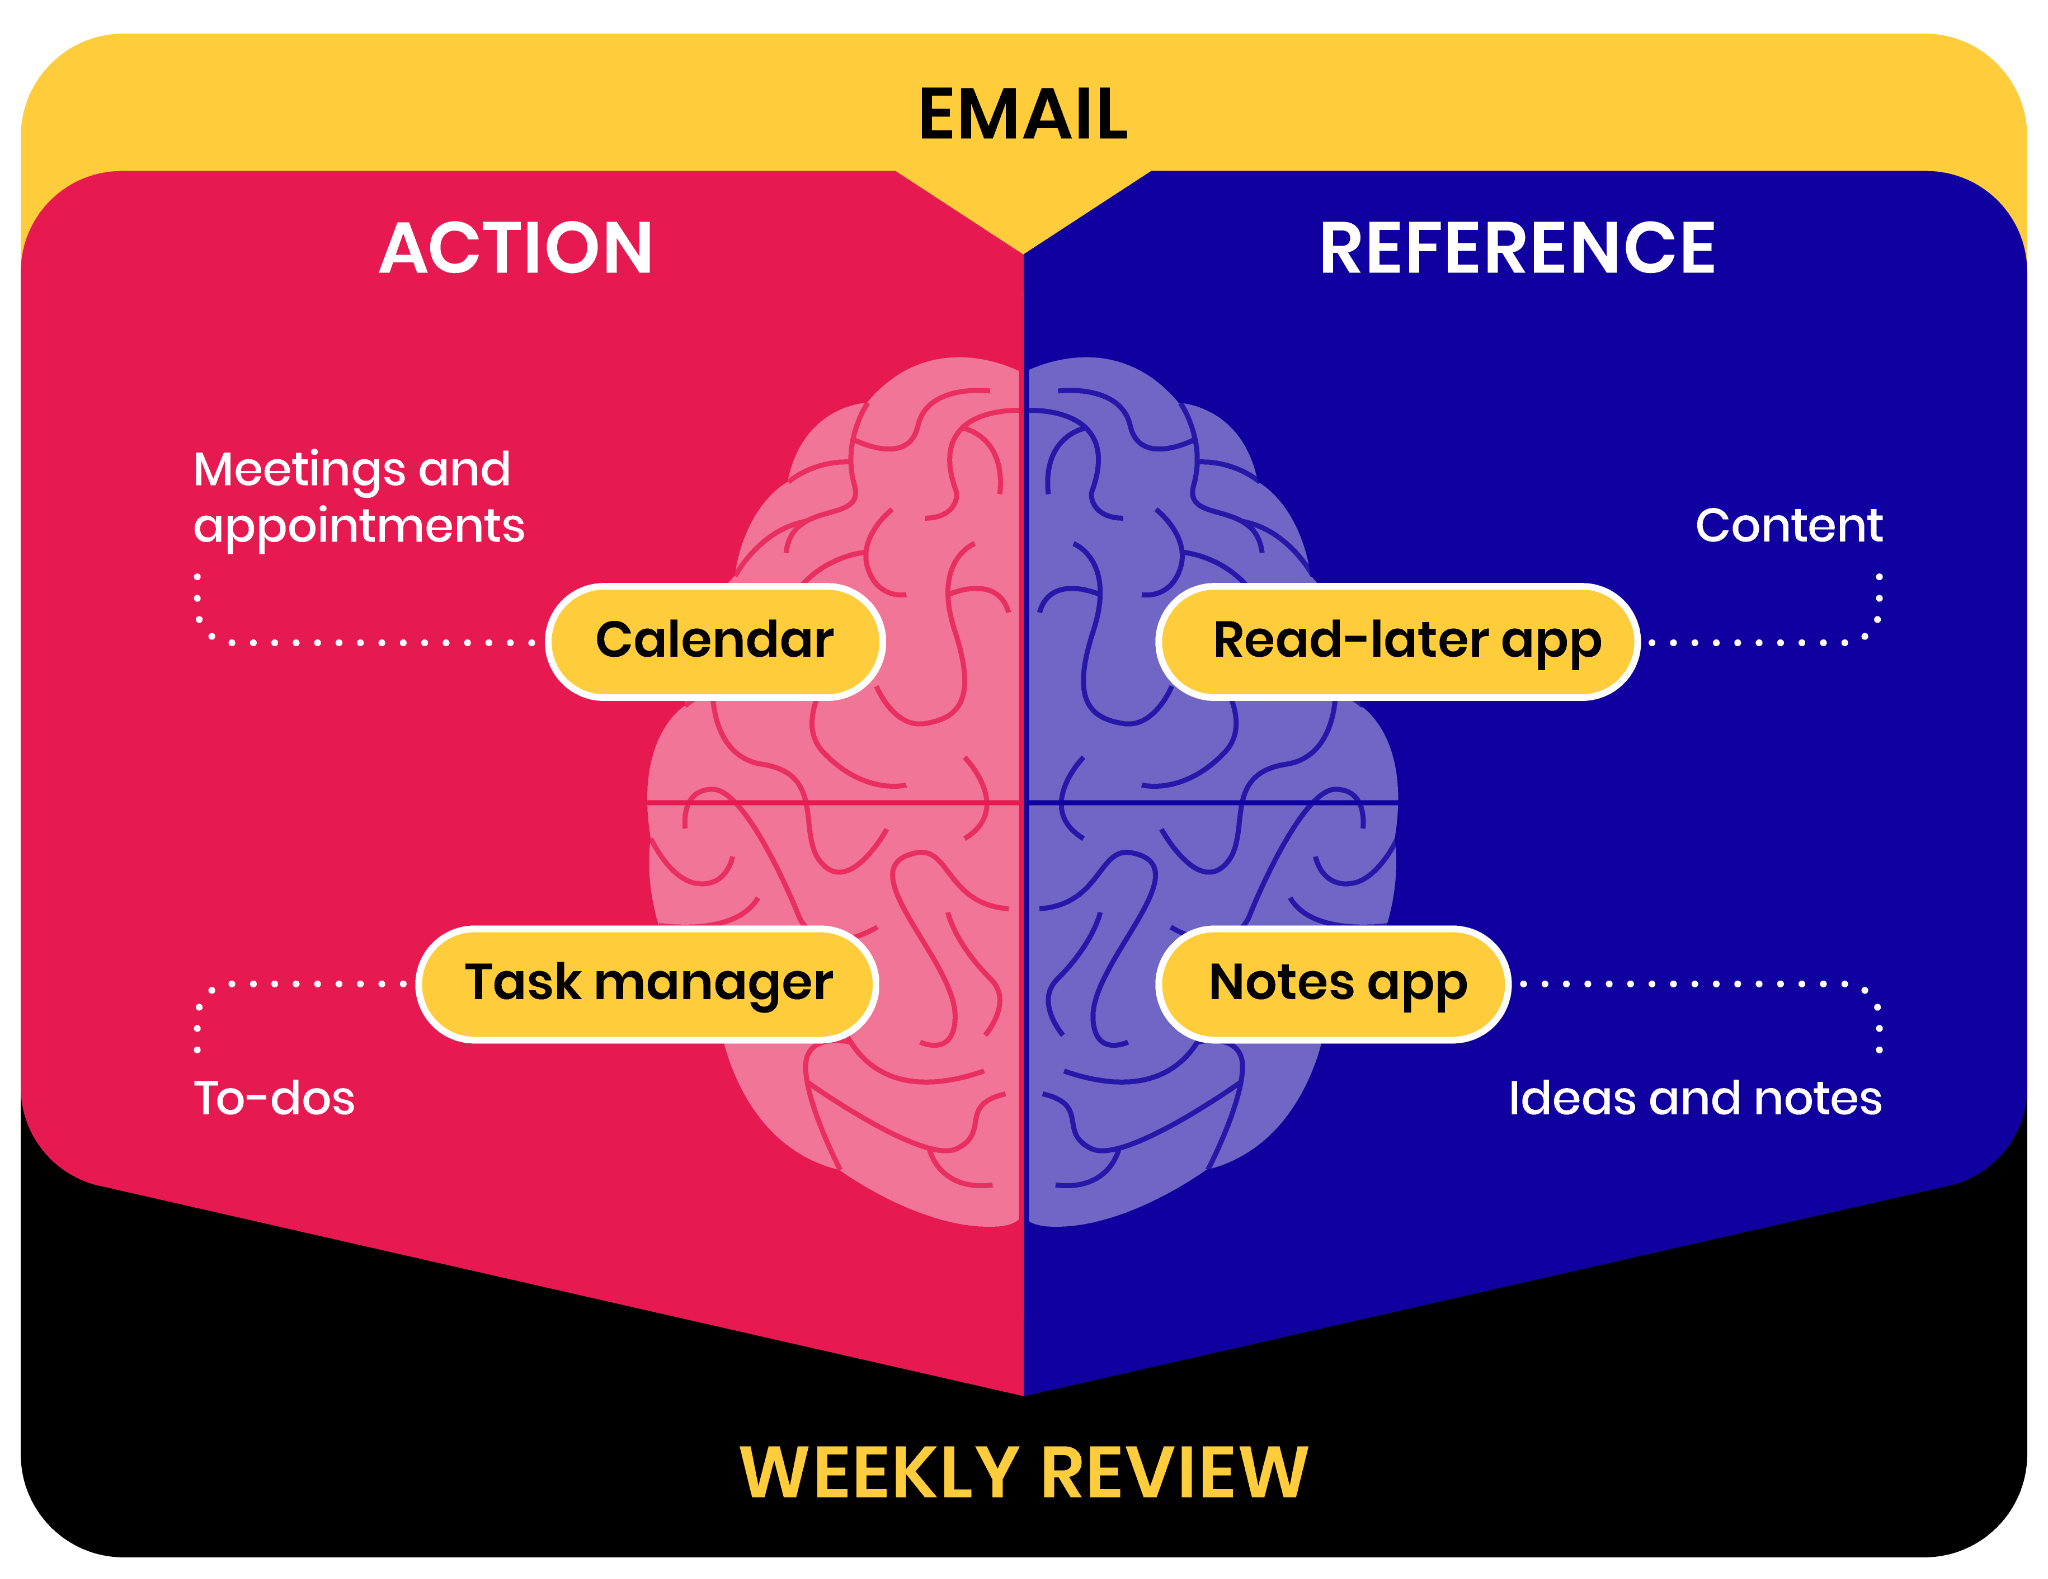 EMAIL
ACTION
REFERENCE
Meetings and
appointments
Content
Calendar
Read-later app
Task manager
Notes app
To-dos
Ideas and notes
WEEKLY REVIEW